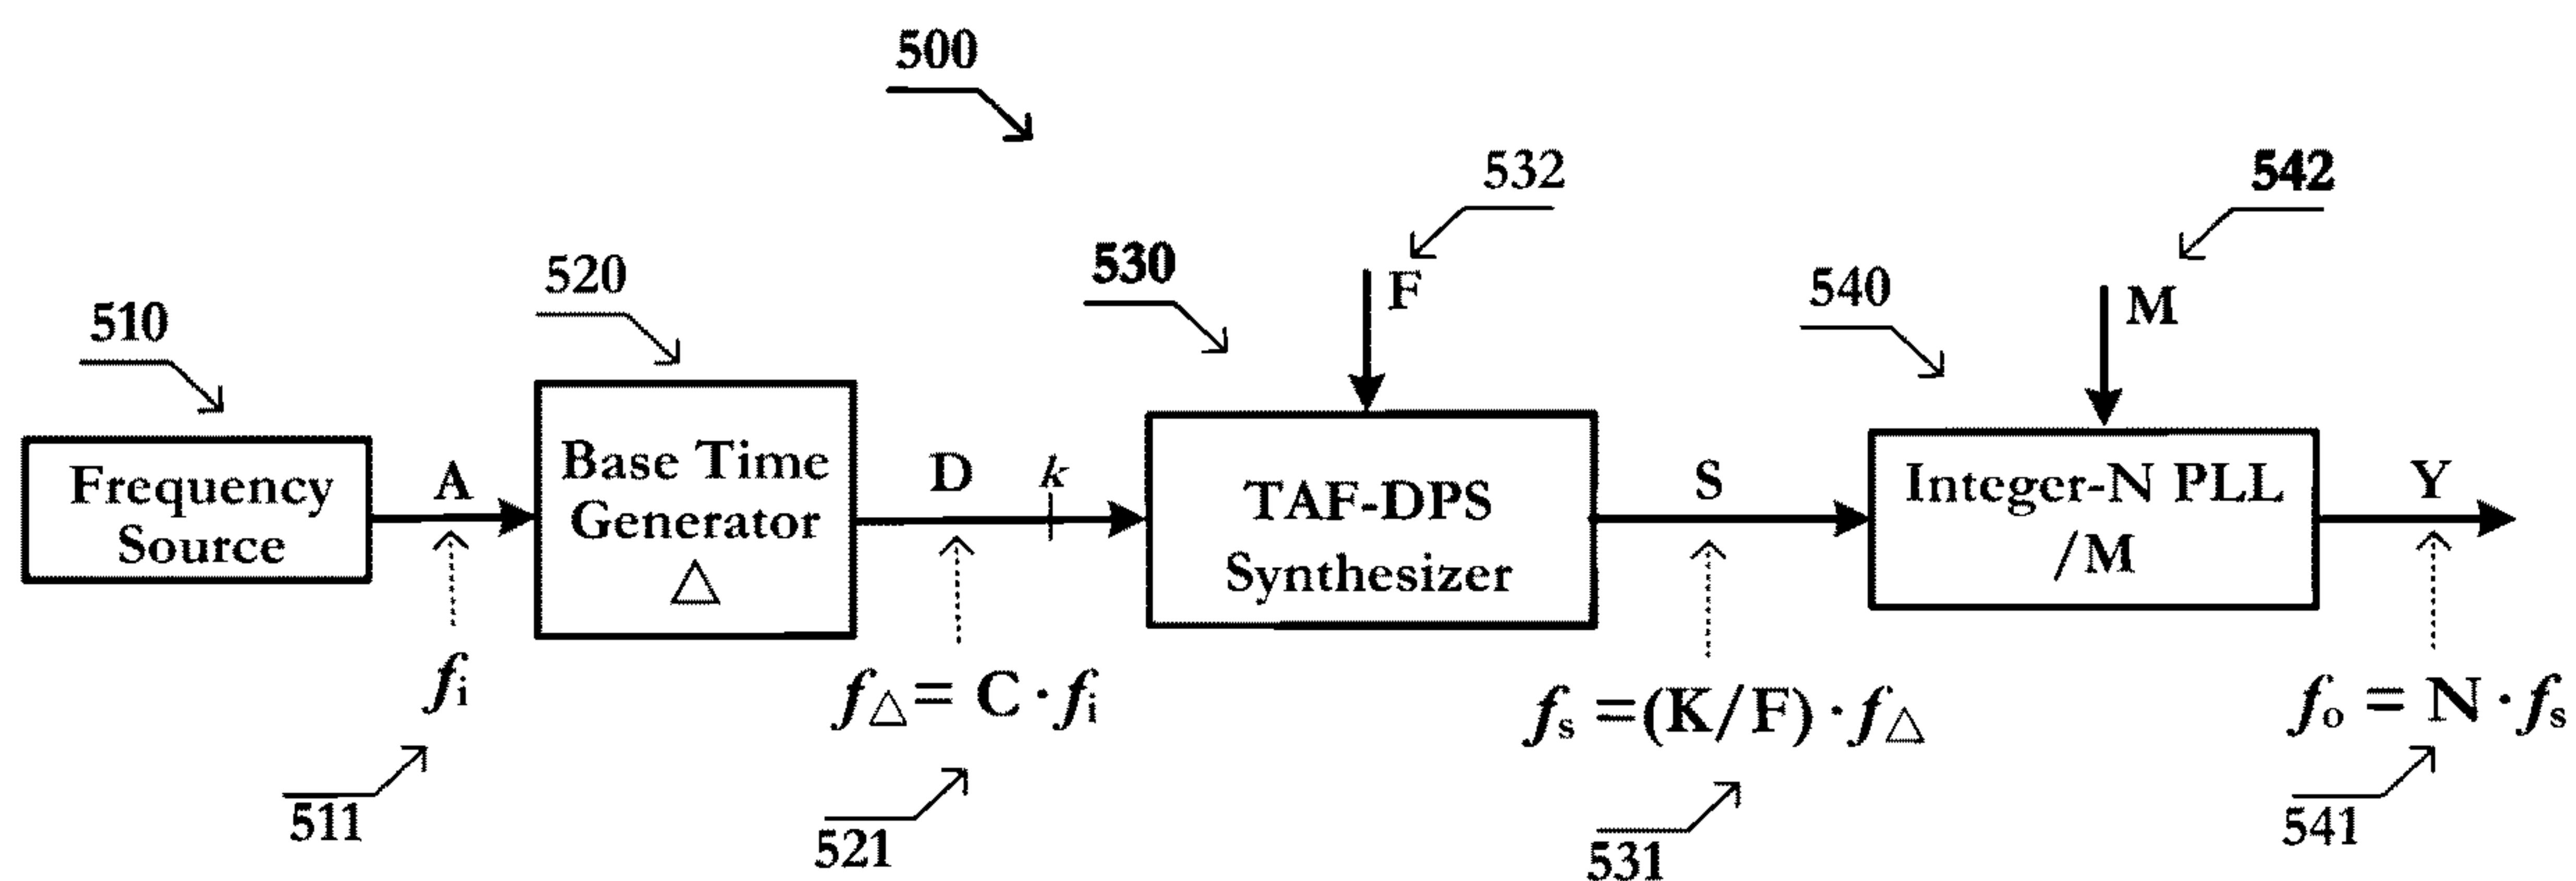 500
532
542
510
520
530
F
540
M
Frequency
Source
A
Base Time
Generator
△
D
k
TAF-DPS
Synthesizer
S
Integer-N PLL
/M
Y
fi
f△= C·fi
fs =(K/F)·f△
fo = N·fs
511
521
531
541